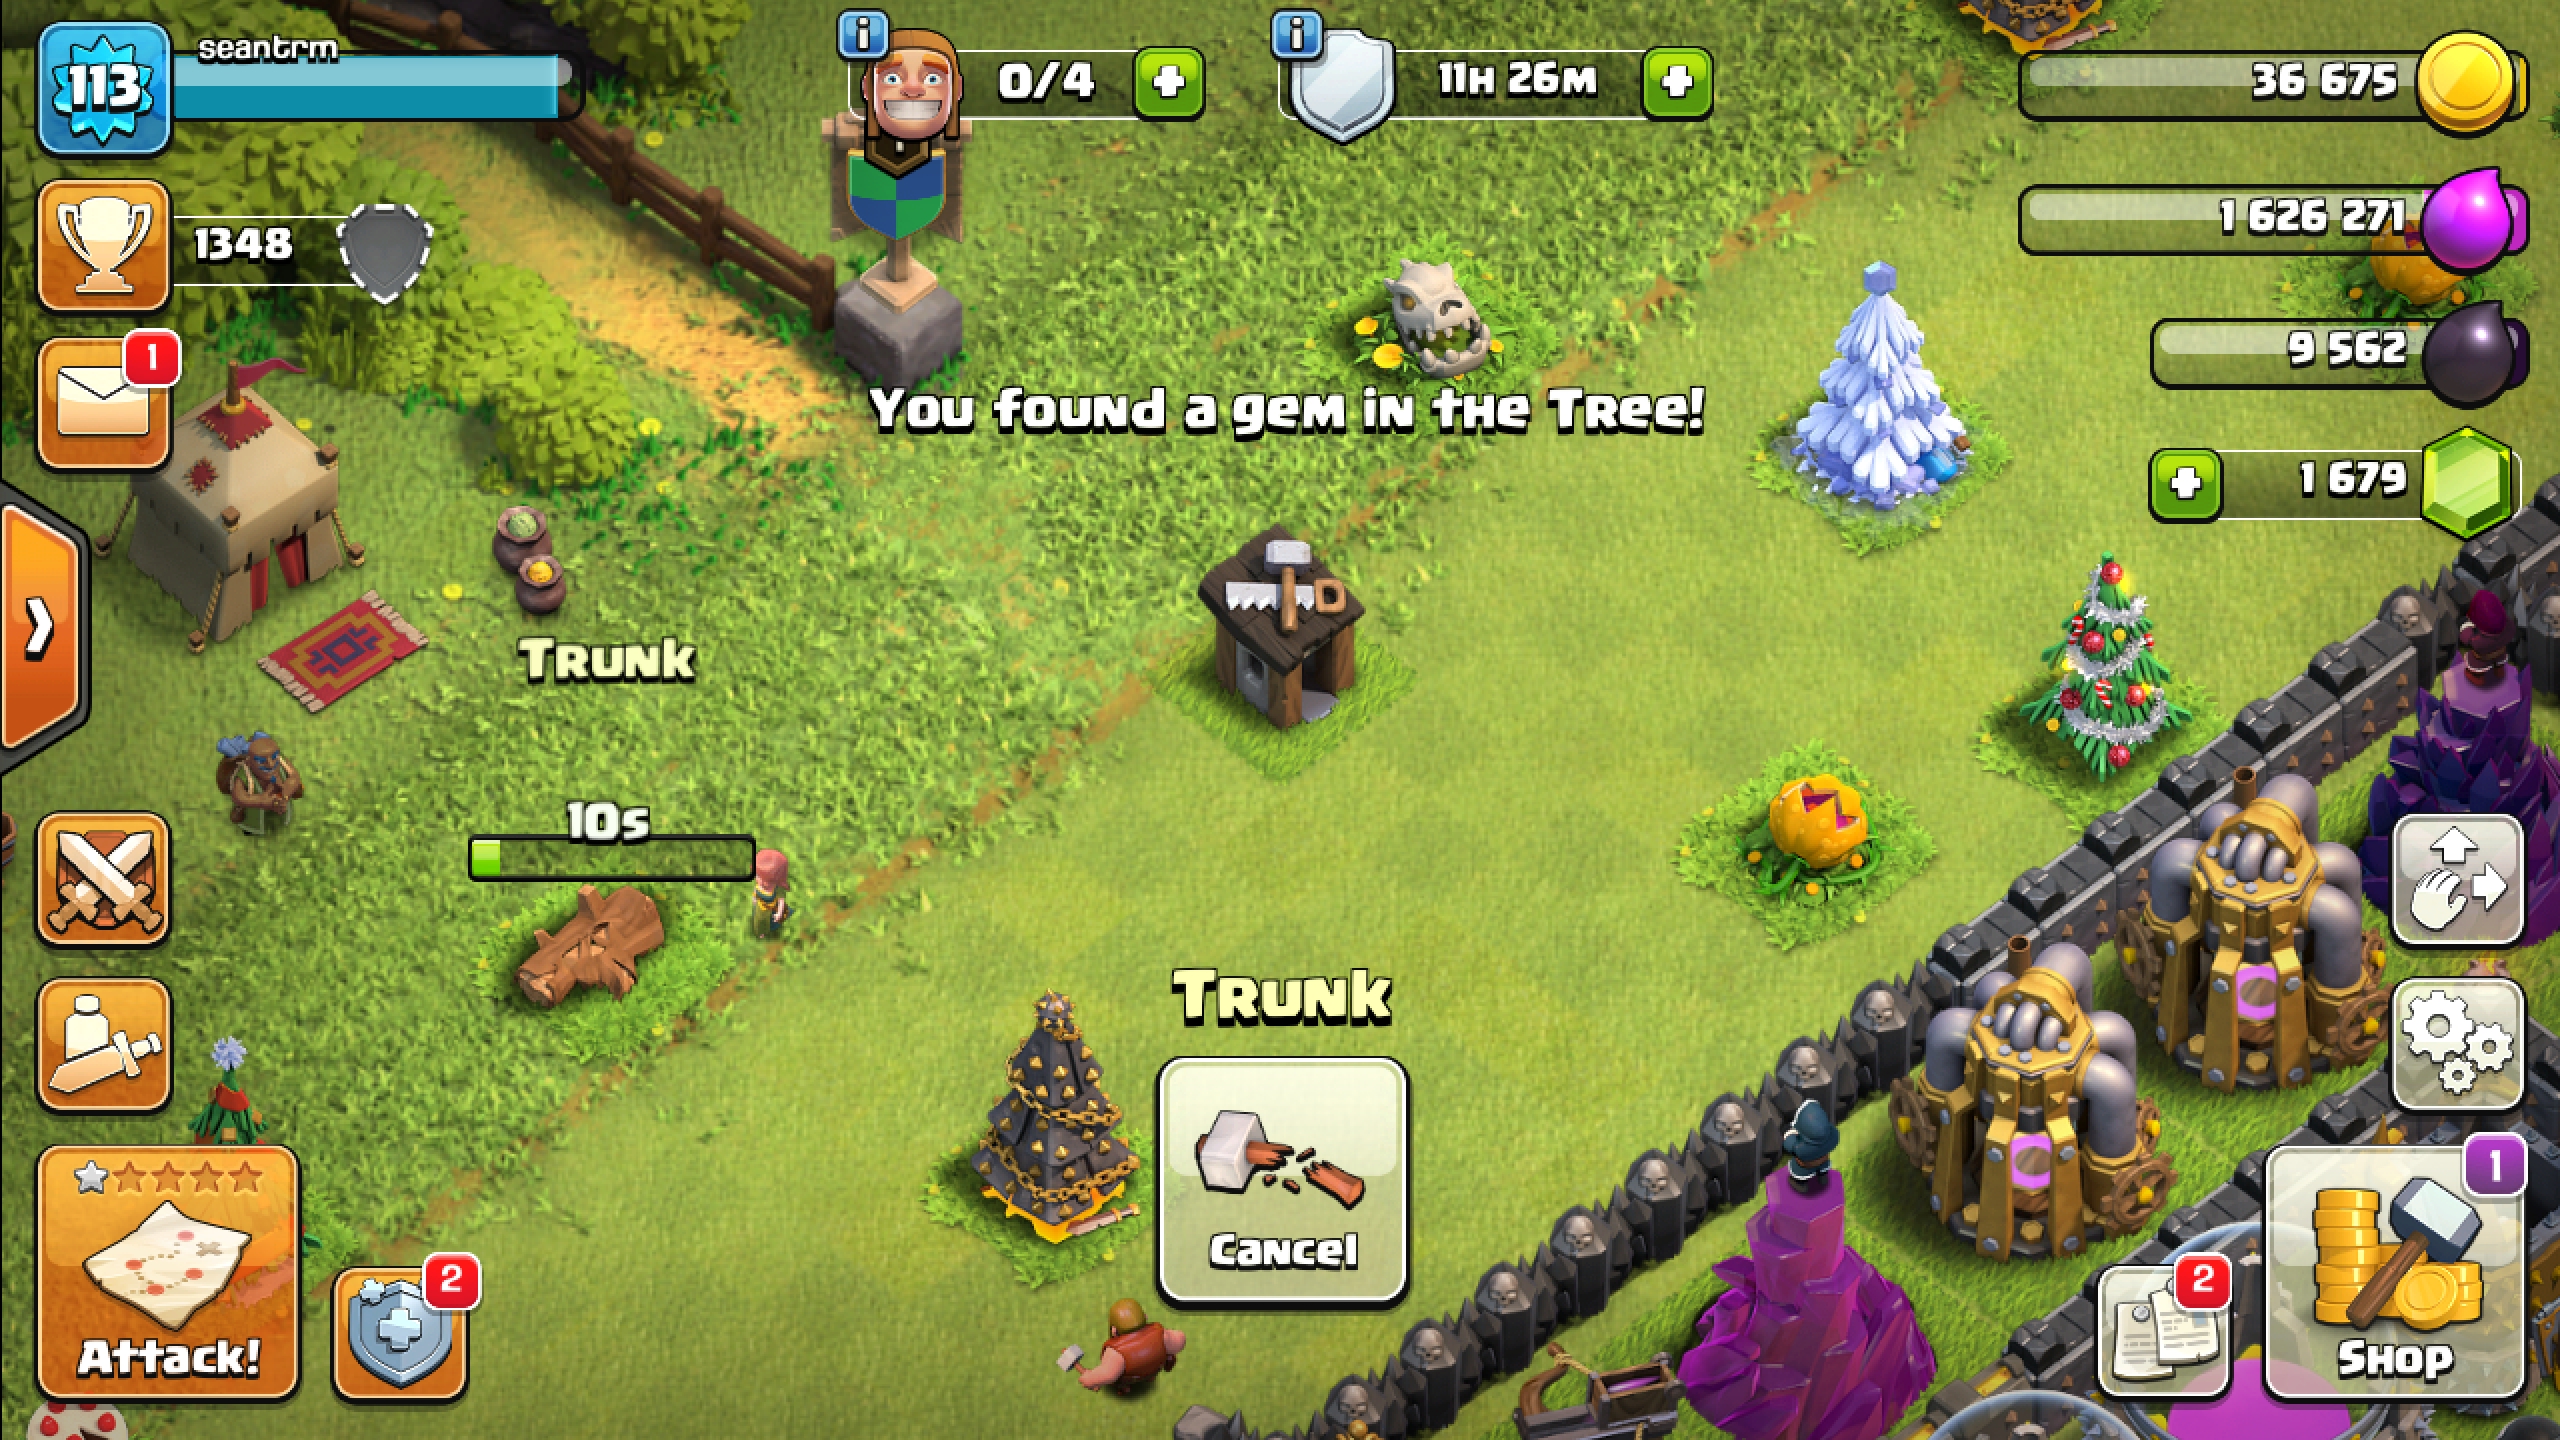 113
seantrm
i
0/4
i
11H 26M
36 675
1348
1 626 271
1
9 562
You found a gem in the Tree!
1 679
Trunk
10s
Trunk
Cancel
Attack!
2
1
2
Shop